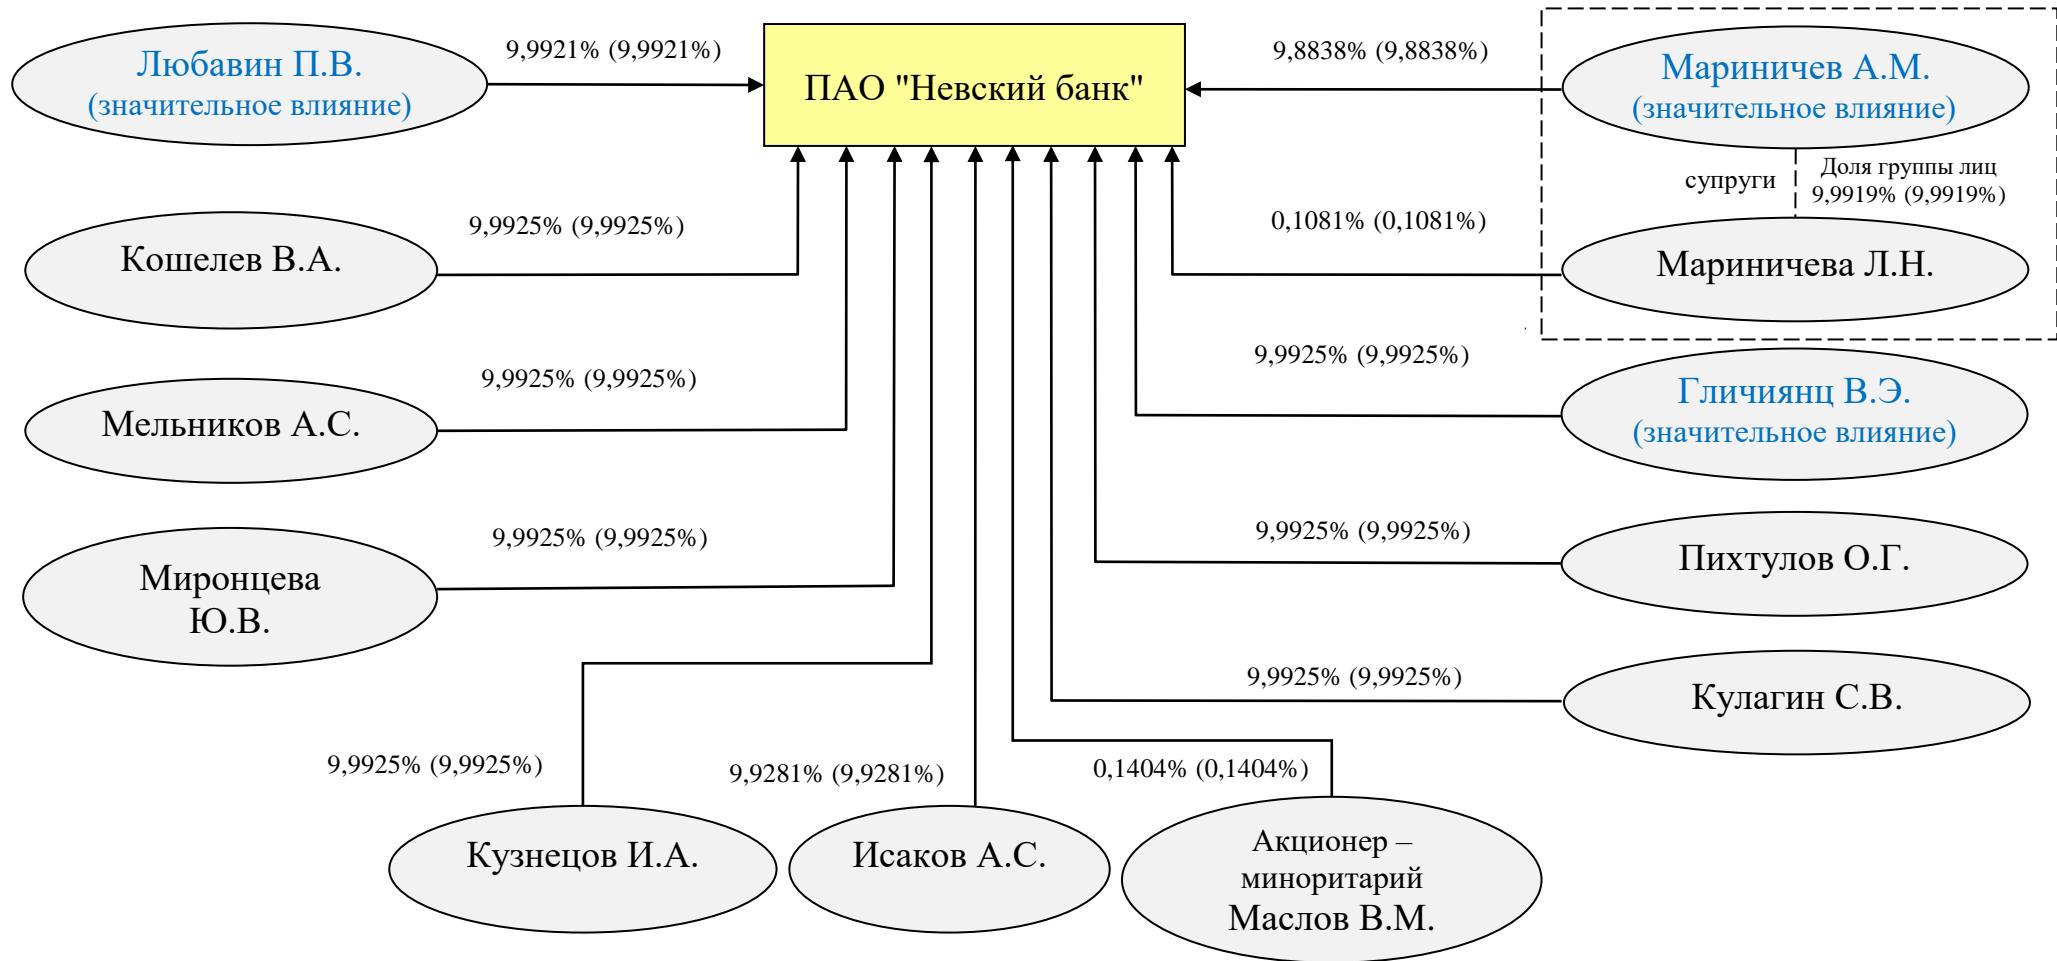 Любавин П.В.
(значительное влияние)
9,9921% (9,9921%)
ПАО "Невский банк"
9,8838% (9,8838%)
Мариничев А.М.
(значительное влияние)
супруги
Доля группы лиц
9,9919% (9,9919%)
Кошелев В.А.
9,9925% (9,9925%)
0,1081% (0,1081%)
Мариничева Л.Н.
Мельников А.С.
9,9925% (9,9925%)
9,9925% (9,9925%)
Гличиянц В.Э.
(значительное влияние)
Миронцева
Ю.В.
9,9925% (9,9925%)
9,9925% (9,9925%)
Пихтулов О.Г.
9,9925% (9,9925%)
Кулагин С.В.
9,9925% (9,9925%)
Кузнецов И.А.
9,9281% (9,9281%)
Исаков А.С.
0,1404% (0,1404%)
Акционер –
миноритарий
Маслов В.М.